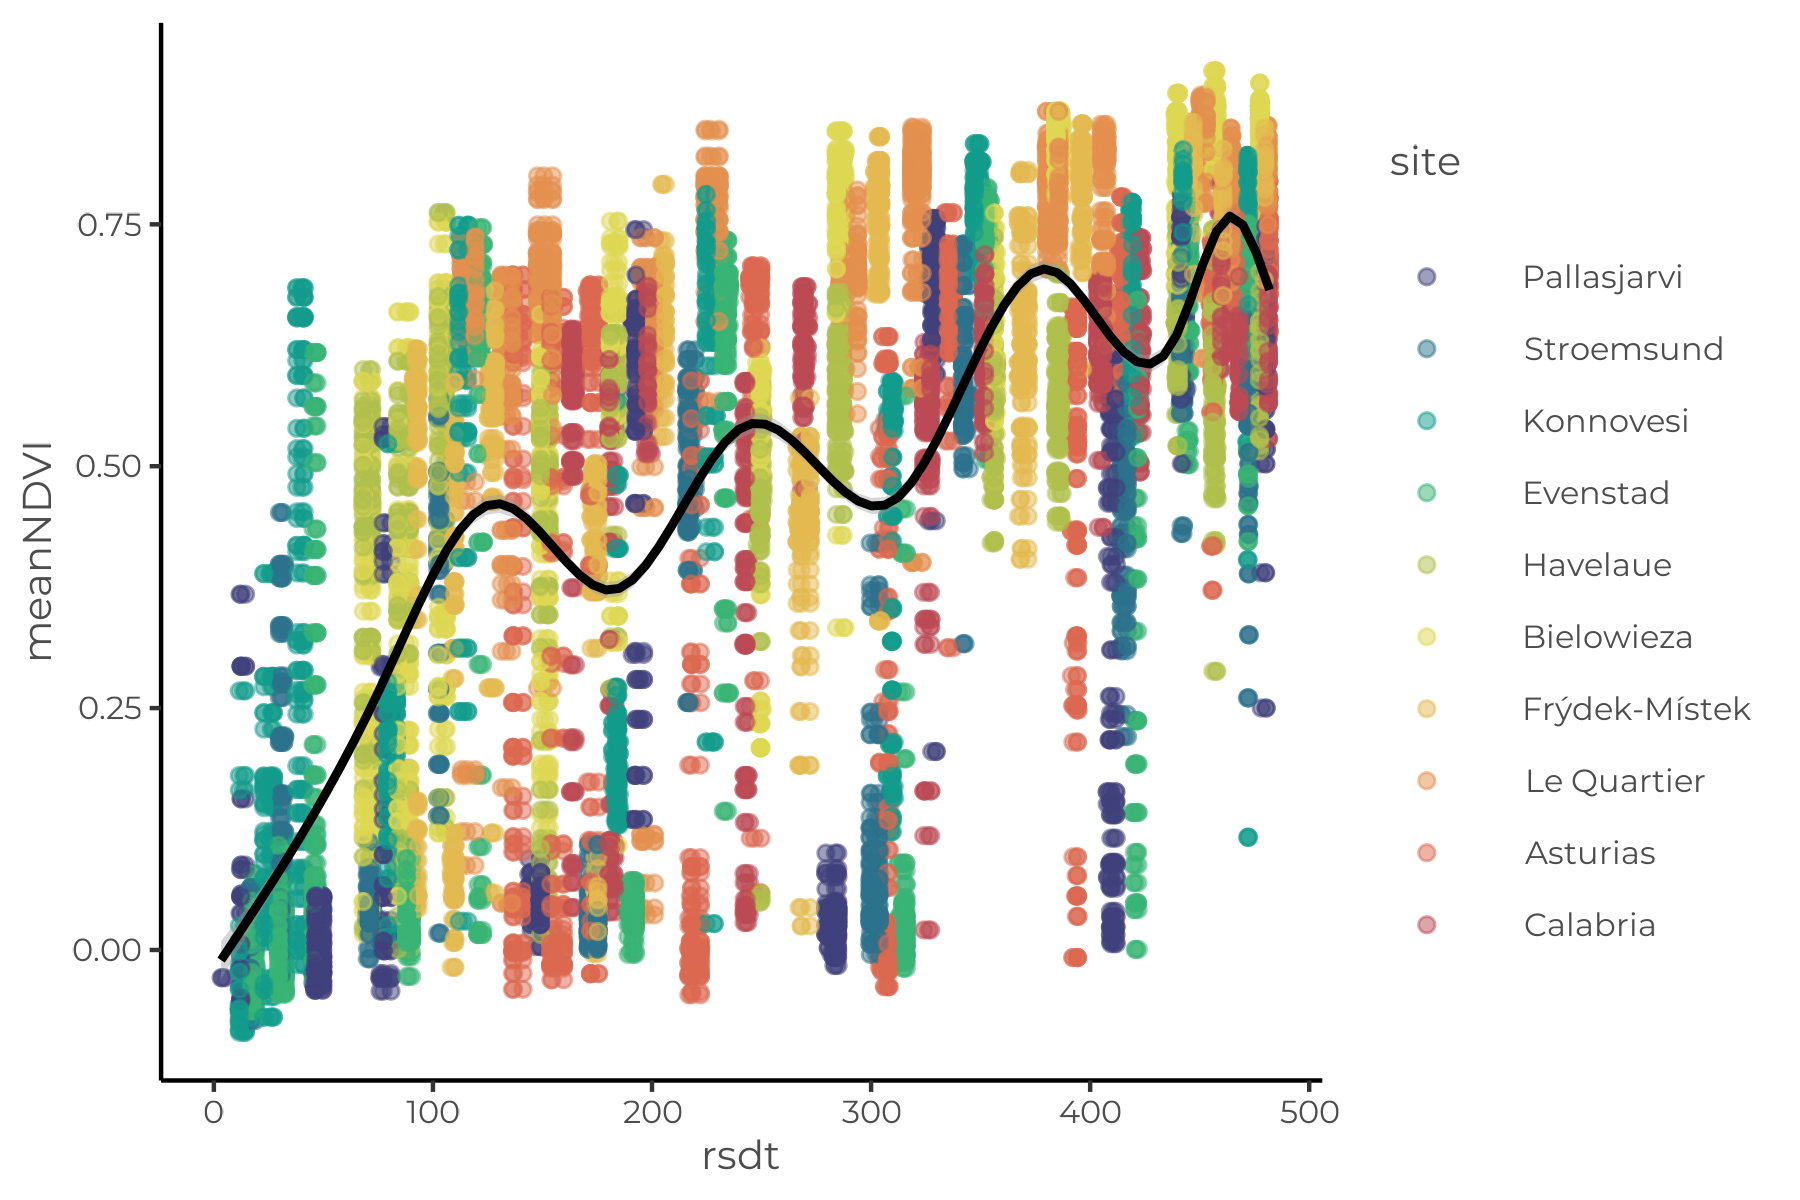 meanNDVI
0.75
0.50
0.25
0.00
0 100 200 300 400 500
rsdt
site
Pallasjarvi
Stroemsund
Konnovesi
Evenstad
Havelaue
Bielowieza
Frýdek-Místek
Le Quartier
Asturias
Calabria